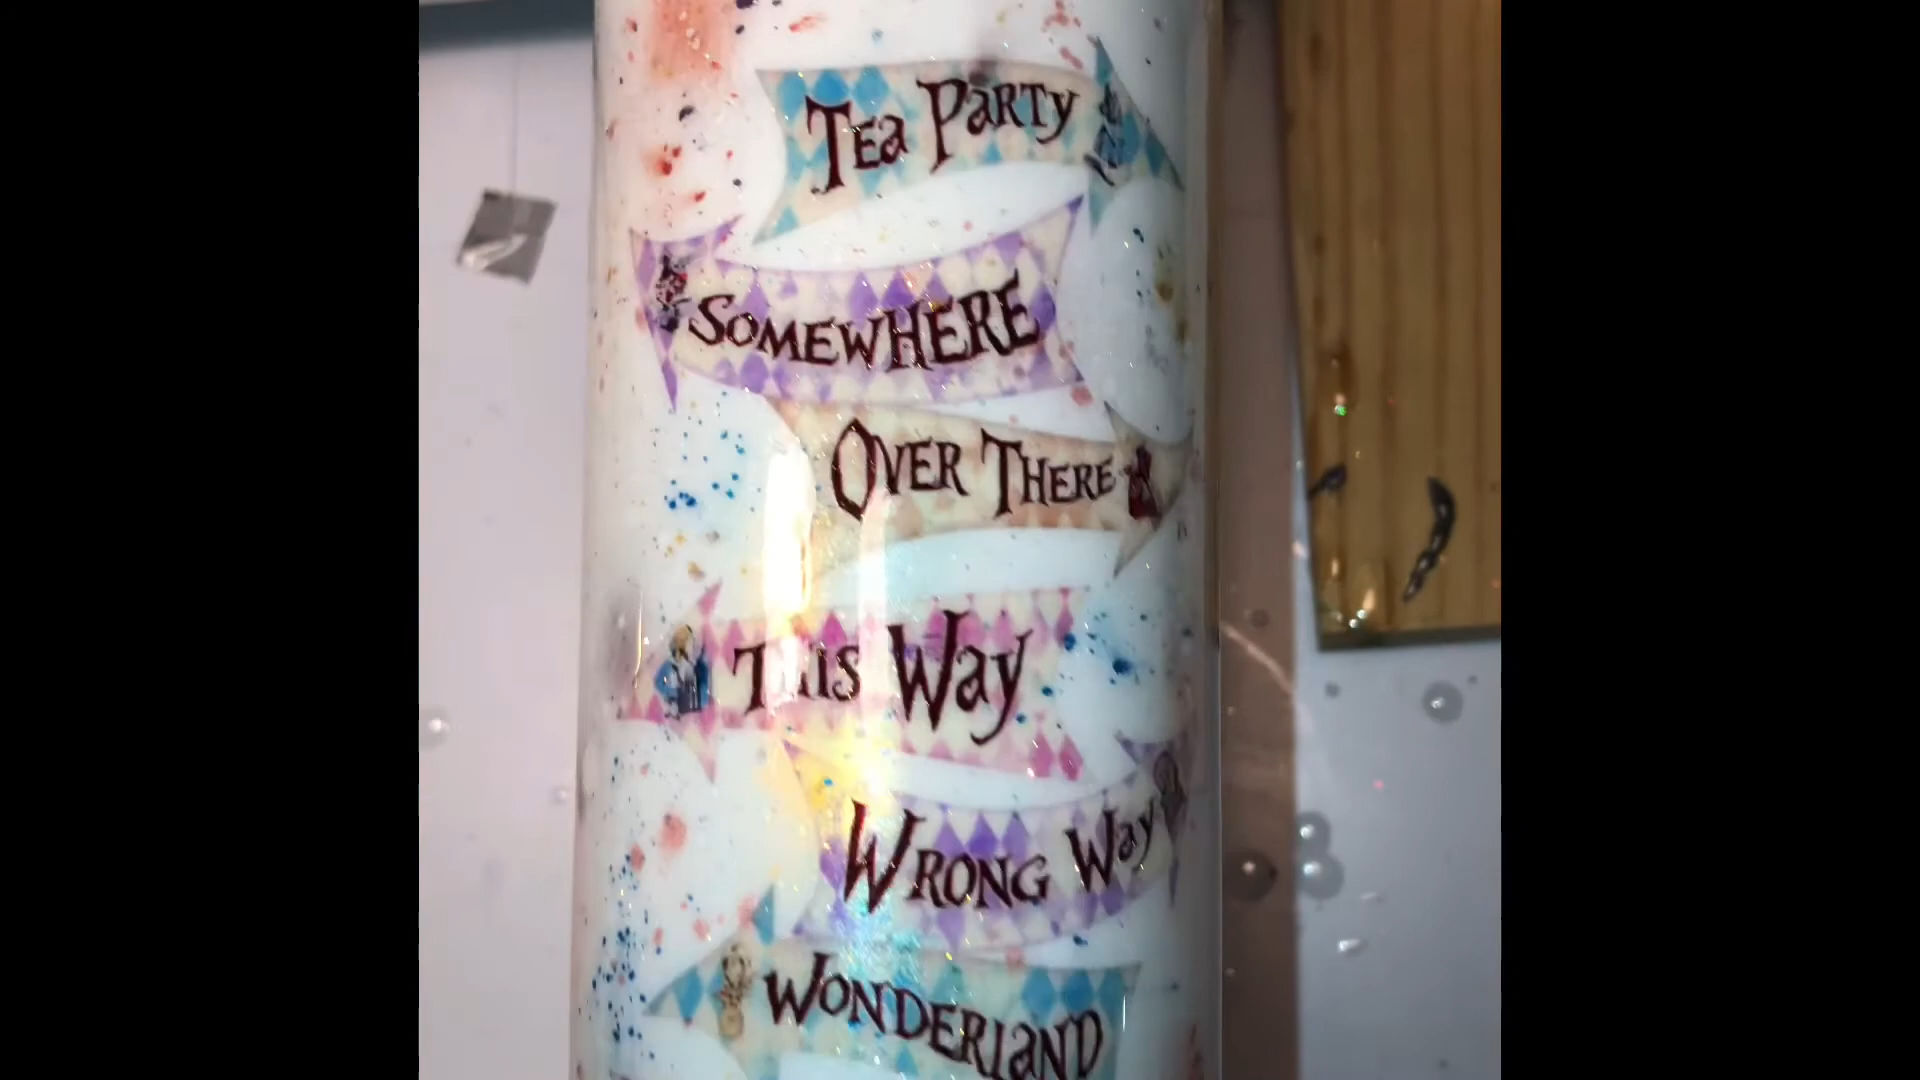 Tea Party
Somewhere
Over There
This Way
Wrong Way
Wonderland